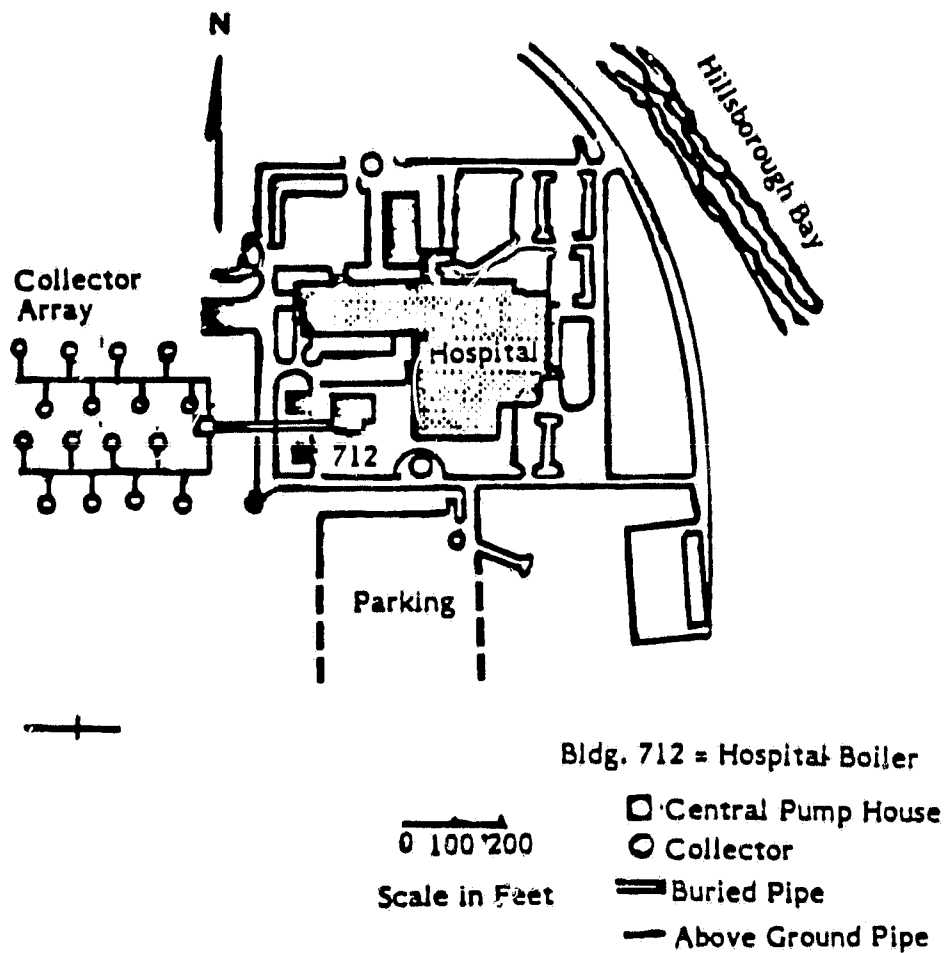 N
Hillsborough Bay
Collector
Array
Hospital
712
Parking
Bldg. 712 = Hospital Boiler
Central Pump House
0 100 200
Collector
Scale in Feet
Buried Pipe
Above Ground Pipe